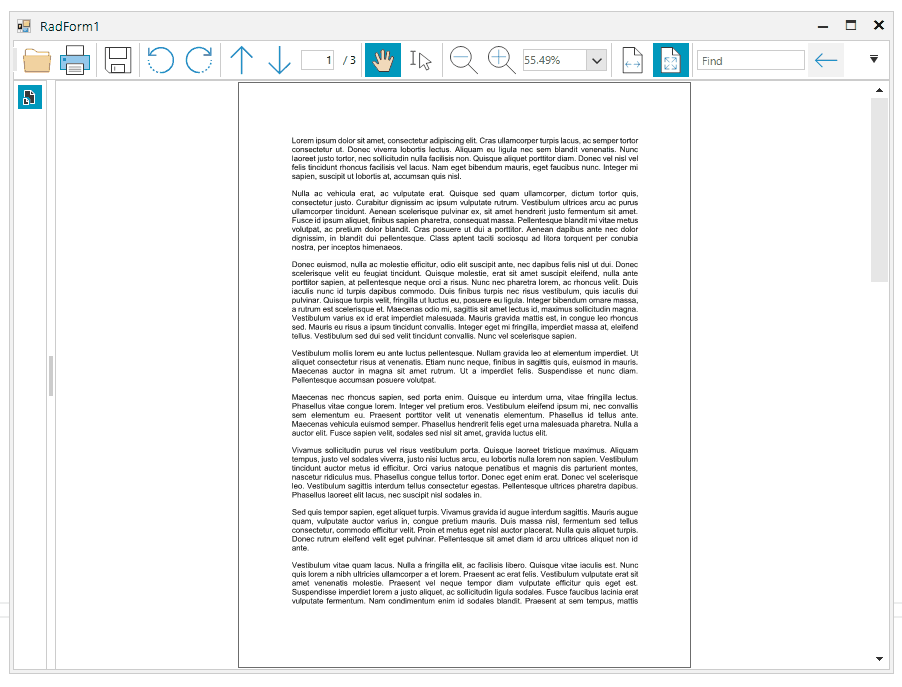 RadForm1
1 / 3 55.49% Find
Lorem ipsum dolor sit amet, consectetur adipiscing elit. Cras ullamcorper turpis lacus, ac semper tortor
consectetur ut. Donec viverra lobortis lectus. Aliquam eu ligula nec sem blandit venenatis. Nunc
laoreet justo tortor, nec sollicitudin nulla facilisis non. Quisque aliquet porttitor diam. Donec vel nisl vel
felis tincidunt rhoncus facilisis vel lacus. Nam eget bibendum mauris, eget faucibus nunc. Integer mi
sapien, suscipit ut lobortis at, accumsan quis nisl.
Nulla ac vehicula erat, ac vulputate erat. Quisque sed quam ullamcorper, dictum tortor quis,
consectetur justo. Curabitur dignissim ac ipsum vulputate rutrum. Vestibulum ultrices arcu ac purus
ullamcorper tincidunt. Aenean scelerisque pulvinar ex, sit amet hendrerit justo fermentum sit amet.
Fusce id ipsum aliquet, finibus sapien pharetra, consequat massa. Pellentesque blandit mi vitae metus
volutpat, ac pretium dolor blandit. Cras posuere ut dui a porttitor. Aenean dapibus ante nec dolor
dignissim, in blandit dui pellentesque. Class aptent taciti sociosqu ad litora torquent per conubia
nostra, per inceptos himenaeos.
Donec euismod, nulla ac molestie efficitur, odio elit suscipit ante, nec dapibus felis nisl ut dui. Donec
scelerisque velit eu feugiat tincidunt. Quisque molestie, erat sit amet suscipit eleifend, nulla ante
porttitor sapien, at pellentesque neque orci a risus. Nunc nec pharetra lorem, ac rhoncus velit. Duis
iaculis nunc id turpis dapibus commodo. Duis finibus turpis nec risus vestibulum, quis iaculis dui
pulvinar. Quisque turpis velit, fringilla ut luctus eu, posuere eu ligula. Integer bibendum ornare massa,
a rutrum est scelerisque et. Maecenas odio mi, sagittis sit amet lectus id, maximus sollicitudin magna.
Vestibulum varius ex id erat imperdiet malesuada. Mauris gravida mattis est, in congue leo rhoncus
sed. Mauris eu risus a ipsum tincidunt convallis. Integer eget mi fringilla, imperdiet massa at, eleifend
tellus. Vestibulum sed dui sed velit tincidunt convallis. Nunc vel scelerisque sapien.
Vestibulum mollis lorem eu ante luctus pellentesque. Nullam gravida leo at elementum imperdiet. Ut
aliquet consectetur risus at venenatis. Etiam nunc neque, finibus in sagittis quis, euismod in mauris.
Maecenas auctor in magna sit amet rutrum. Ut a imperdiet felis. Suspendisse et nunc diam.
Pellentesque accumsan posuere volutpat.
Maecenas nec rhoncus sapien, sed porta enim. Quisque eu interdum urna, vitae fringilla lectus.
Phasellus vitae congue lorem. Integer vel pretium eros. Vestibulum eleifend ipsum mi, nec convallis
sem elementum eu. Praesent porttitor velit ut venenatis elementum. Phasellus id tellus ante.
Maecenas vehicula euismod semper. Phasellus hendrerit felis eget urna malesuada pharetra. Nulla a
auctor elit. Fusce sapien velit, sodales sed nisl sit amet, gravida luctus elit.
Vivamus sollicitudin purus vel risus vestibulum porta. Quisque laoreet tristique maximus. Aliquam
tempus, justo vel sodales viverra, justo nisi luctus arcu, eu lobortis nulla lorem non sapien. Vestibulum
tincidunt auctor metus id efficitur. Orci varius natoque penatibus et magnis dis parturient montes,
nascetur ridiculus mus. Phasellus congue tellus tortor. Donec eget enim erat. Donec vel scelerisque
leo. Vestibulum sagittis interdum tellus consectetur egestas. Pellentesque ultrices pharetra dapibus.
Phasellus laoreet elit lacus, nec suscipit nisl sodales in.
Sed quis tempor sapien, eget aliquet turpis. Vivamus gravida id augue interdum sagittis. Mauris augue
quam, vulputate auctor varius in, congue pretium mauris. Duis massa nisl, fermentum sed tellus
consectetur, commodo efficitur velit. Proin et metus eget nisl auctor placerat. Nulla quis aliquet turpis.
Donec rutrum eleifend velit eget pulvinar. Pellentesque sit amet diam id arcu ultrices aliquet non id
ante.
Vestibulum vitae quam lacus. Nulla a fringilla elit, ac facilisis libero. Quisque vitae iaculis est. Nunc
quis lorem a nibh ultricies ullamcorper a et lorem. Praesent ac erat felis. Vestibulum vulputate erat sit
amet venenatis molestie. Praesent vel neque tempor diam vulputate efficitur quis eget est.
Suspendisse imperdiet lorem a justo aliquet, ac sollicitudin ligula sodales. Fusce faucibus lacinia erat
vulputate fermentum. Nam condimentum enim id sodales blandit. Praesent at sem tempus, mattis